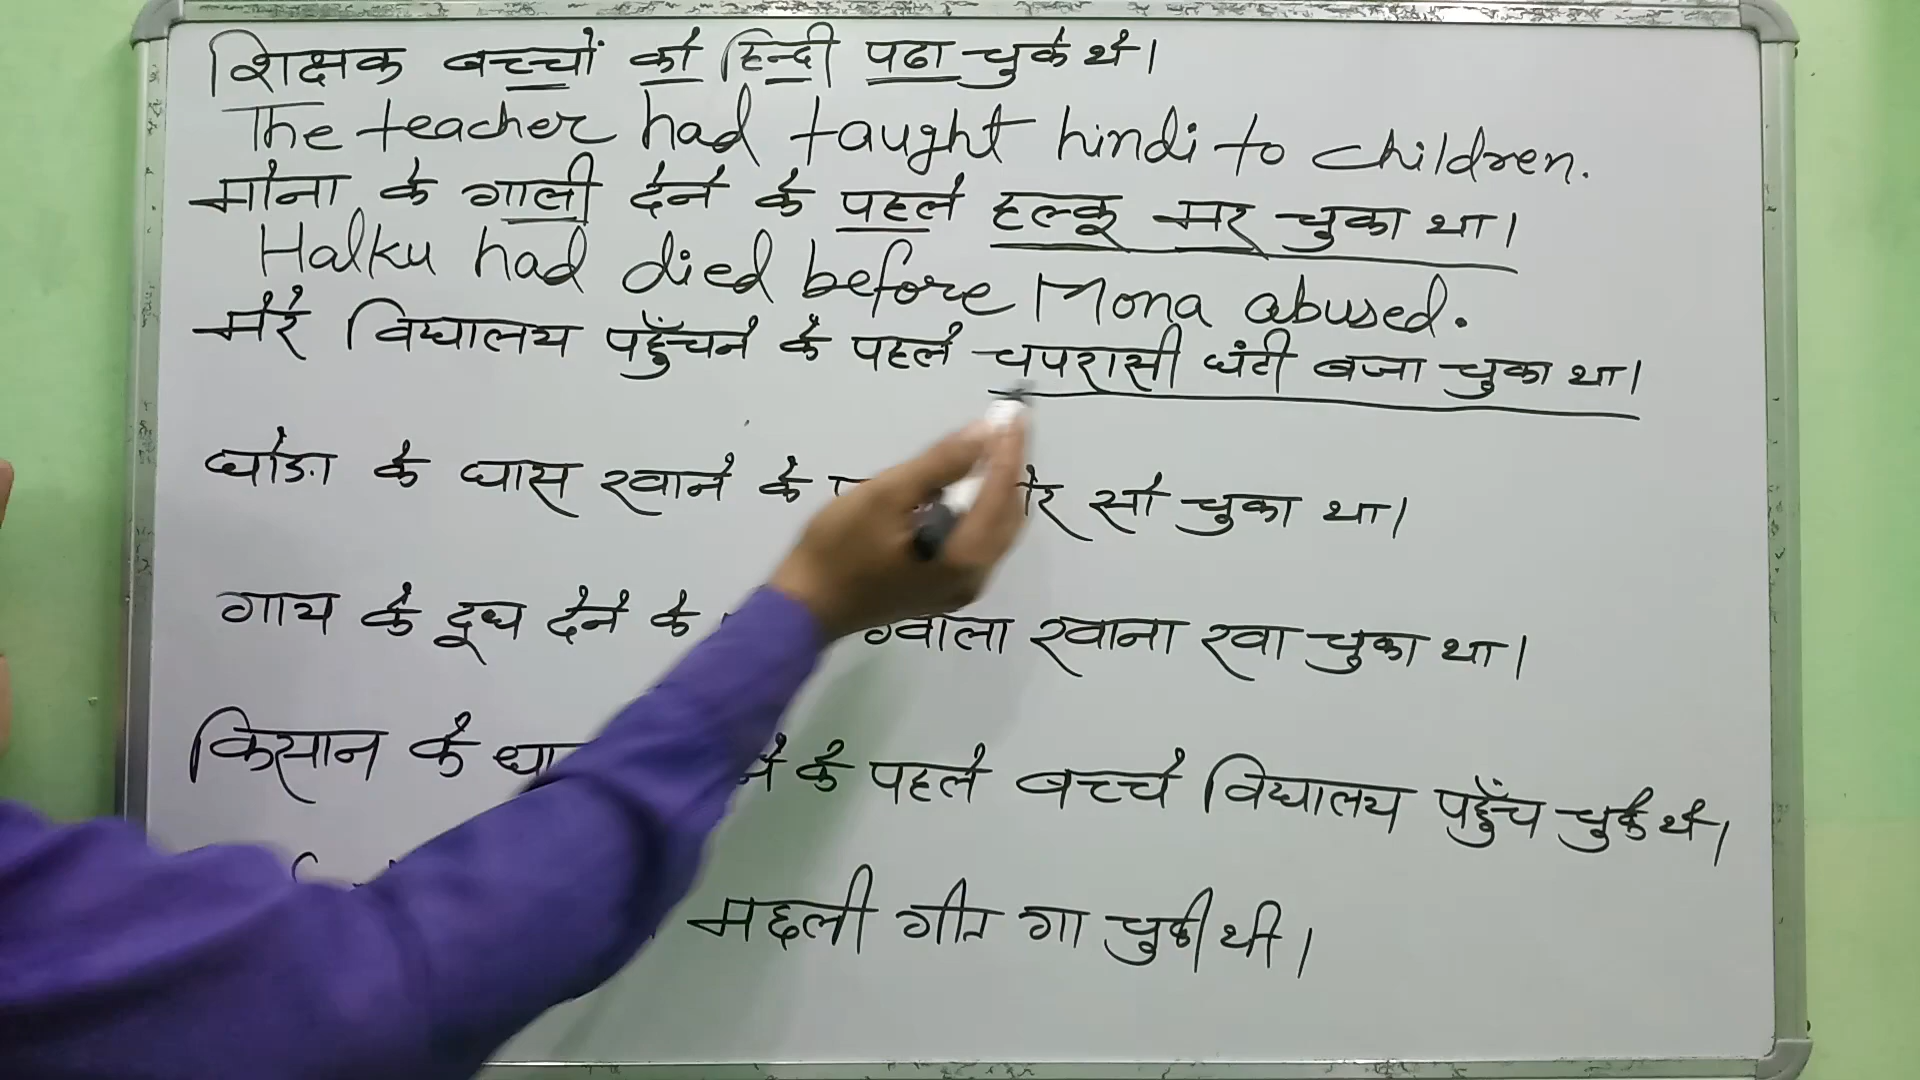 शिक्षक बच्चों को हिन्दी पढा चुके थे।
The teacher had taught hindi to children.
मोना के गाली देने के पहले हल्कू मर चुका था।
Halku had died before Mona abused.
मेरे विद्यालय पहुँचने के पहले चपरासी घंटी बजा चुका था।
घोडा के घास खाने के सो चुका था।
गाय के दूध देने के ग्वाला खाना खा चुका था।
किसान के के पहले बच्चे विद्यालय पहुँच चुके थे।
मछली गीत गा चुकी थी।